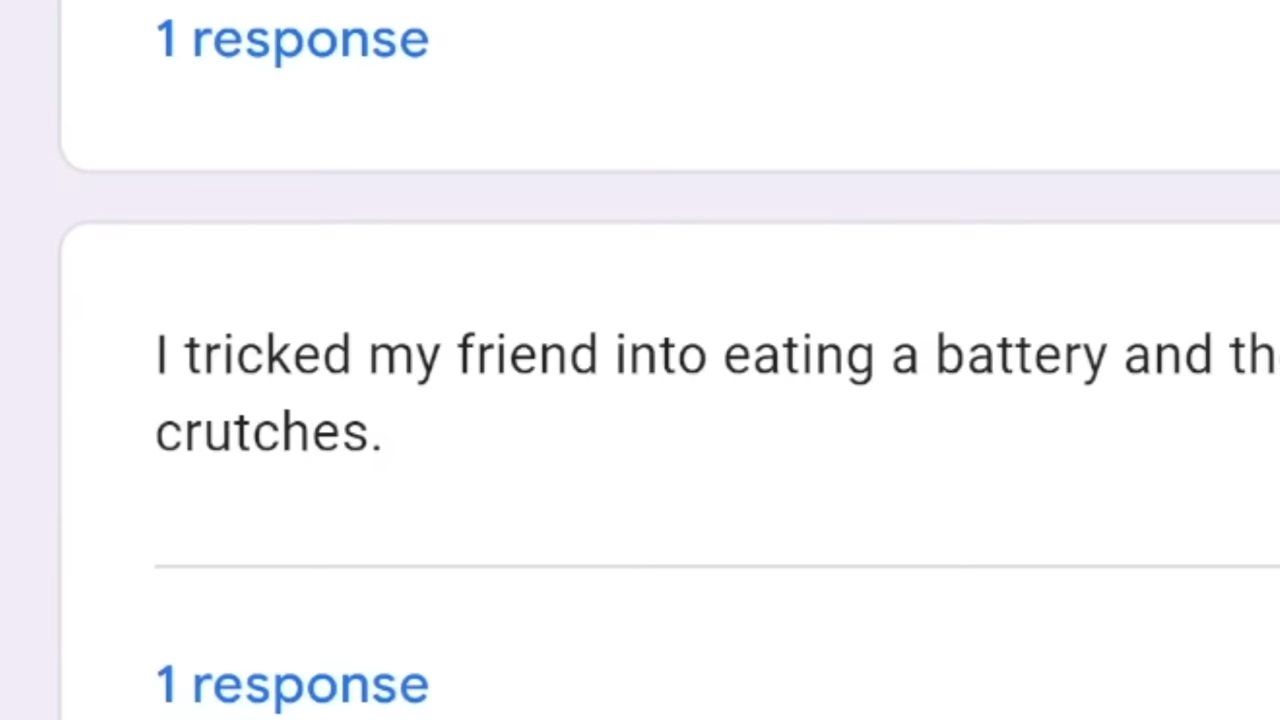 1 response
I tricked my friend into eating a battery and
crutches.
1 response